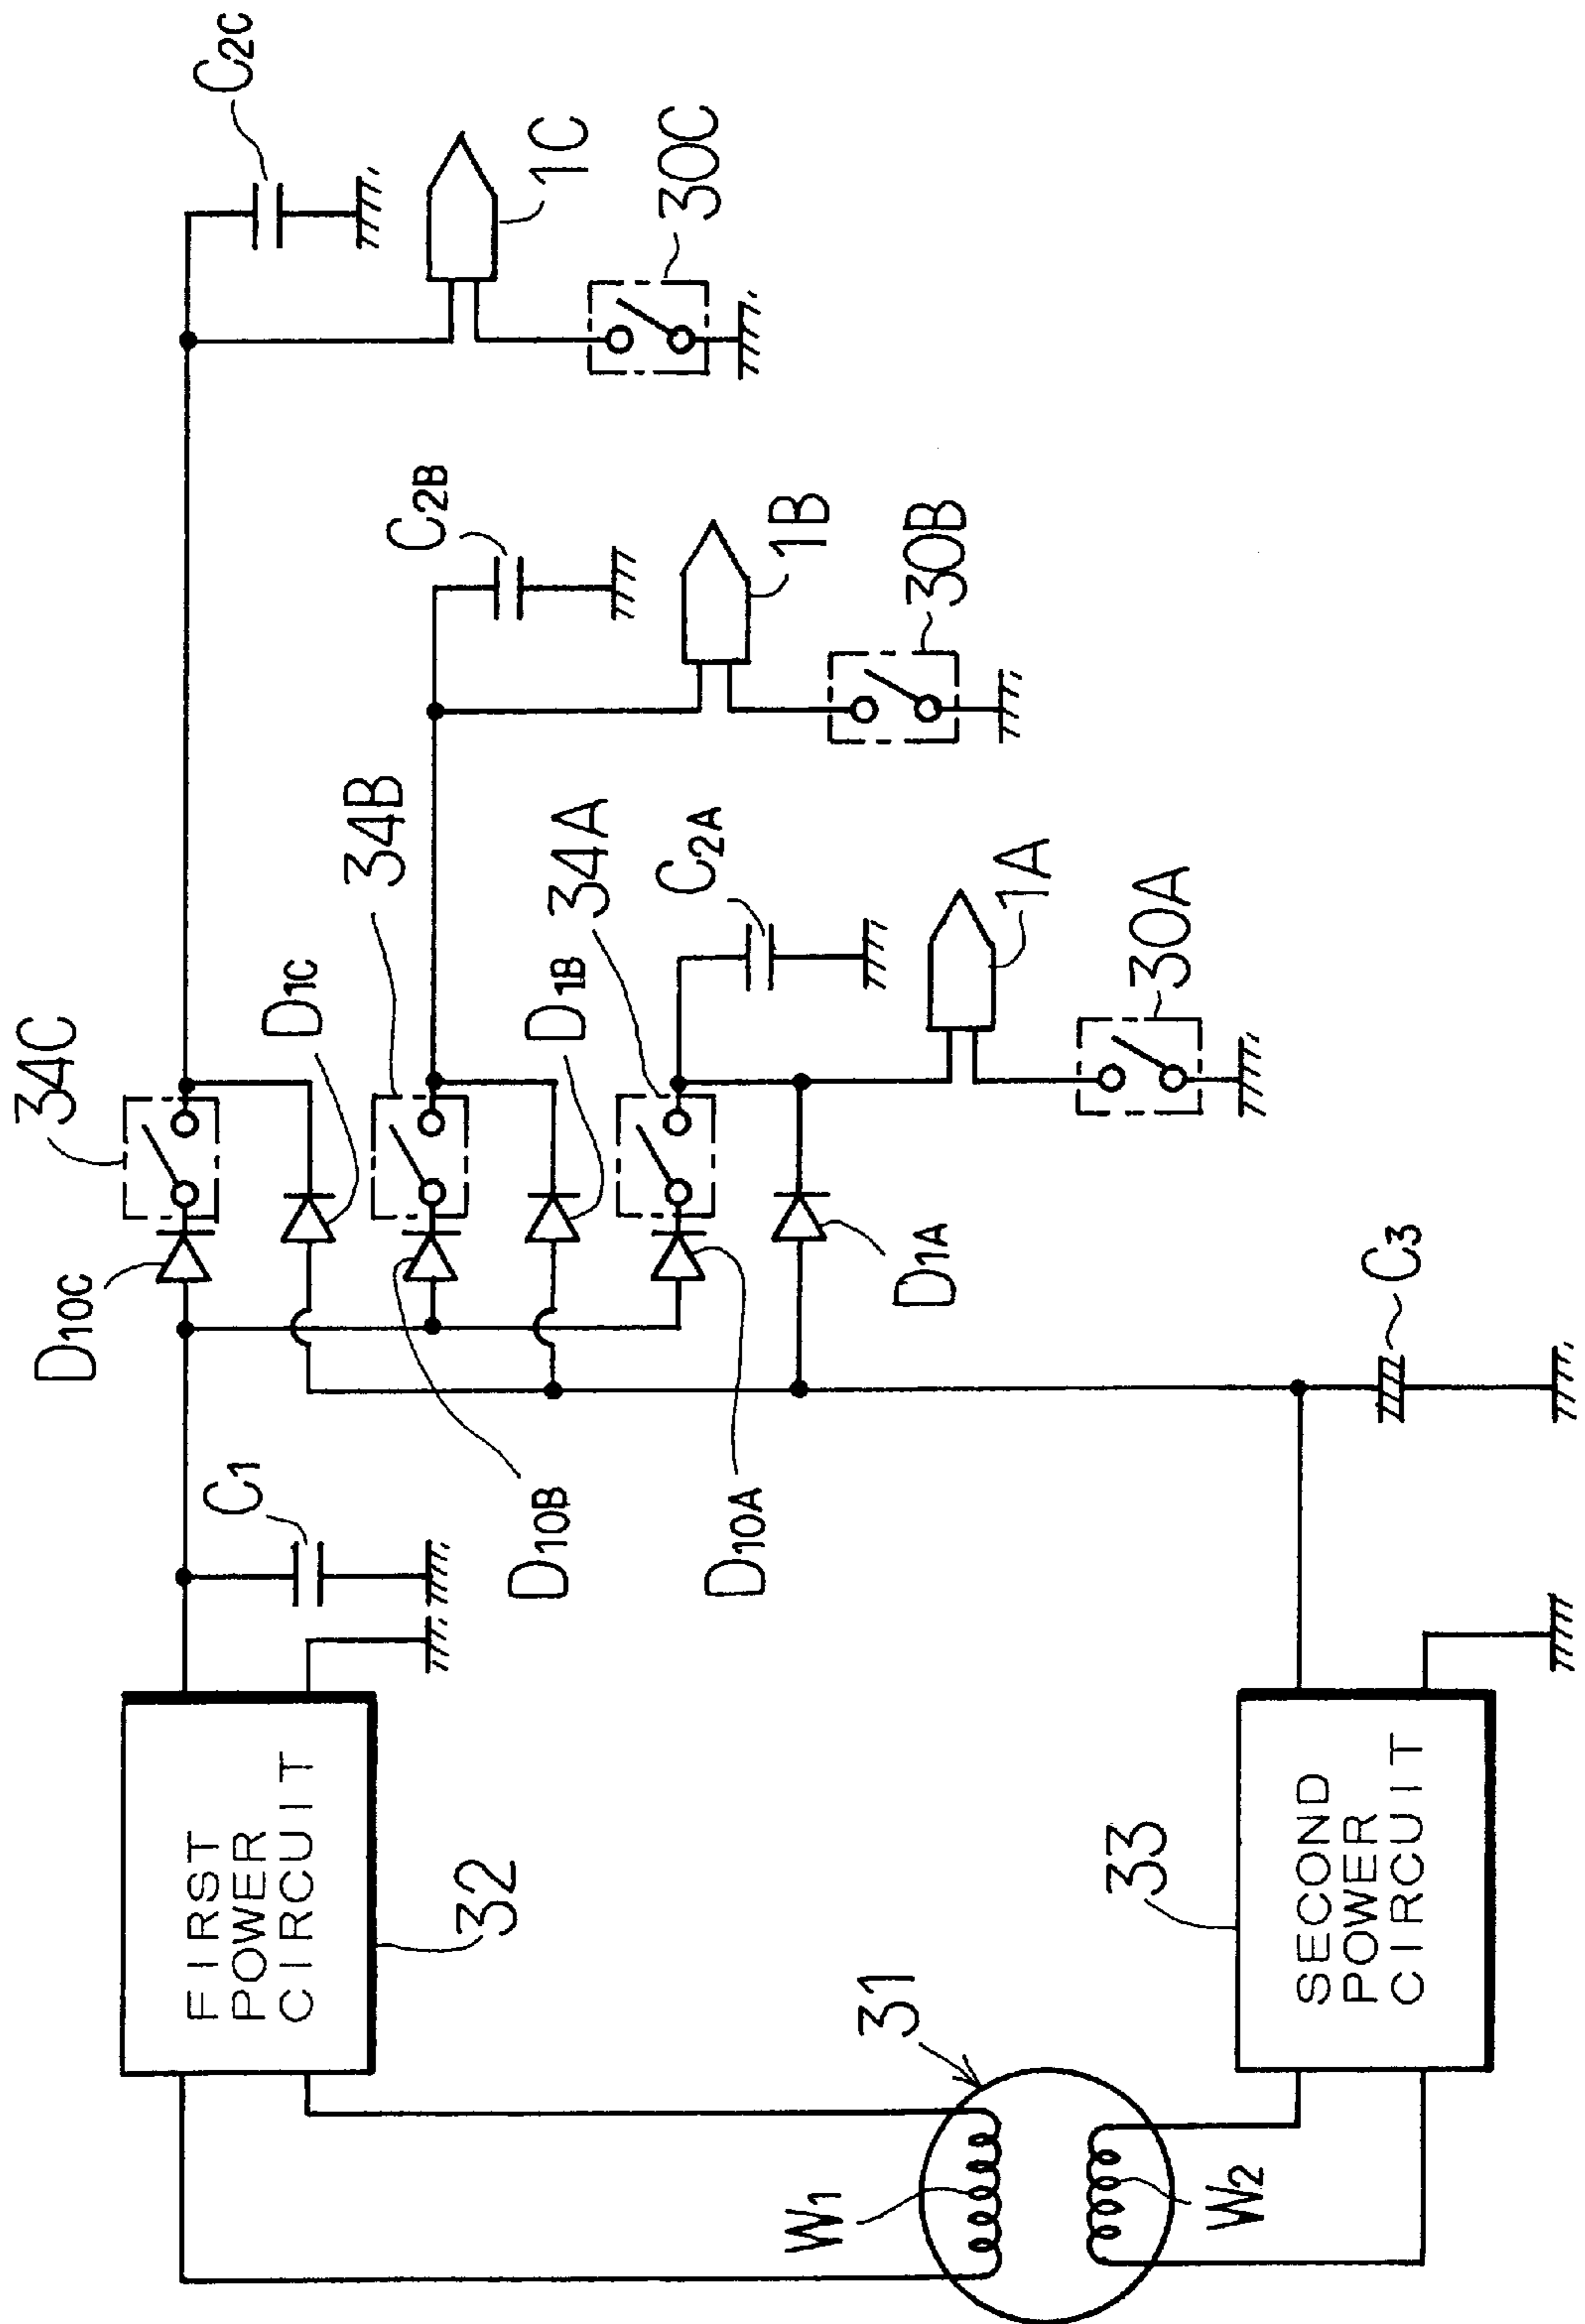 C2C
1C
30C
C2B
1B
30B
34B
34A
C2A
1A
30A
34C
D1C
D1B
D1A
D10C
C3
C1
D10B
D10A
FIRST
POWER
CIRCUIT
32
SECOND
POWER
CIRCUIT
33
31
W1
W2